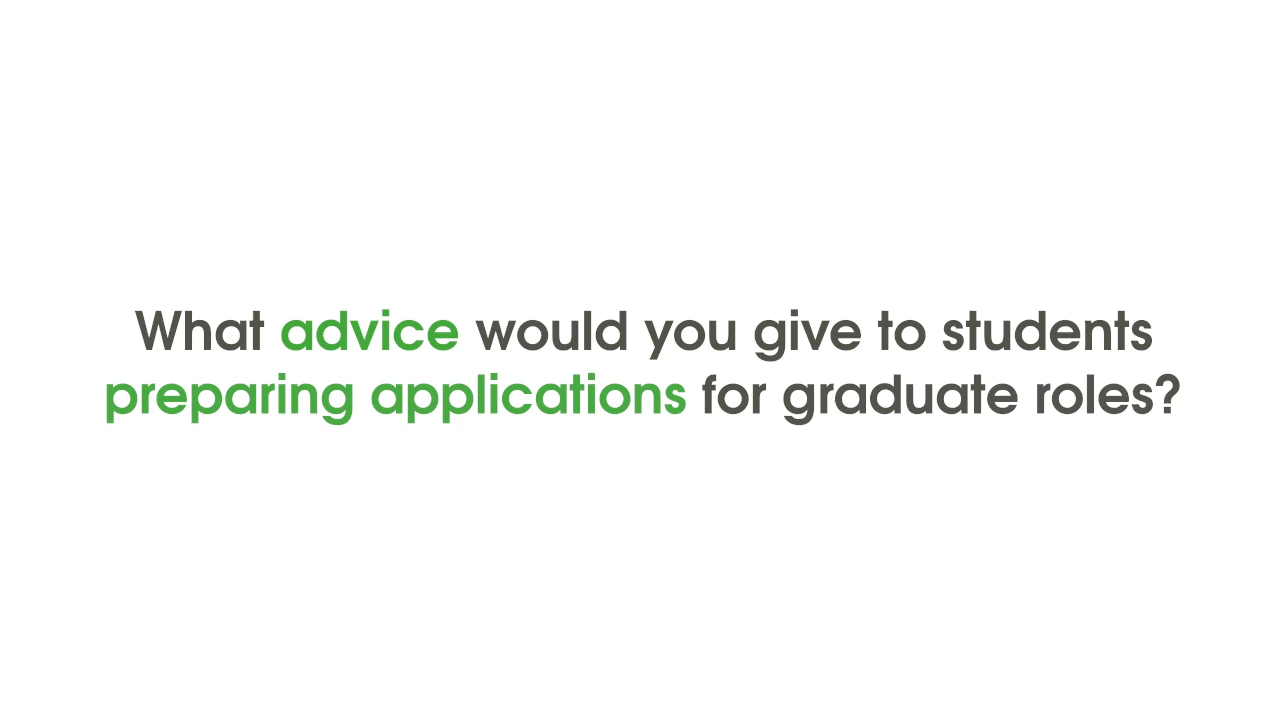 What advice would you give to students
preparing applications for graduate roles?